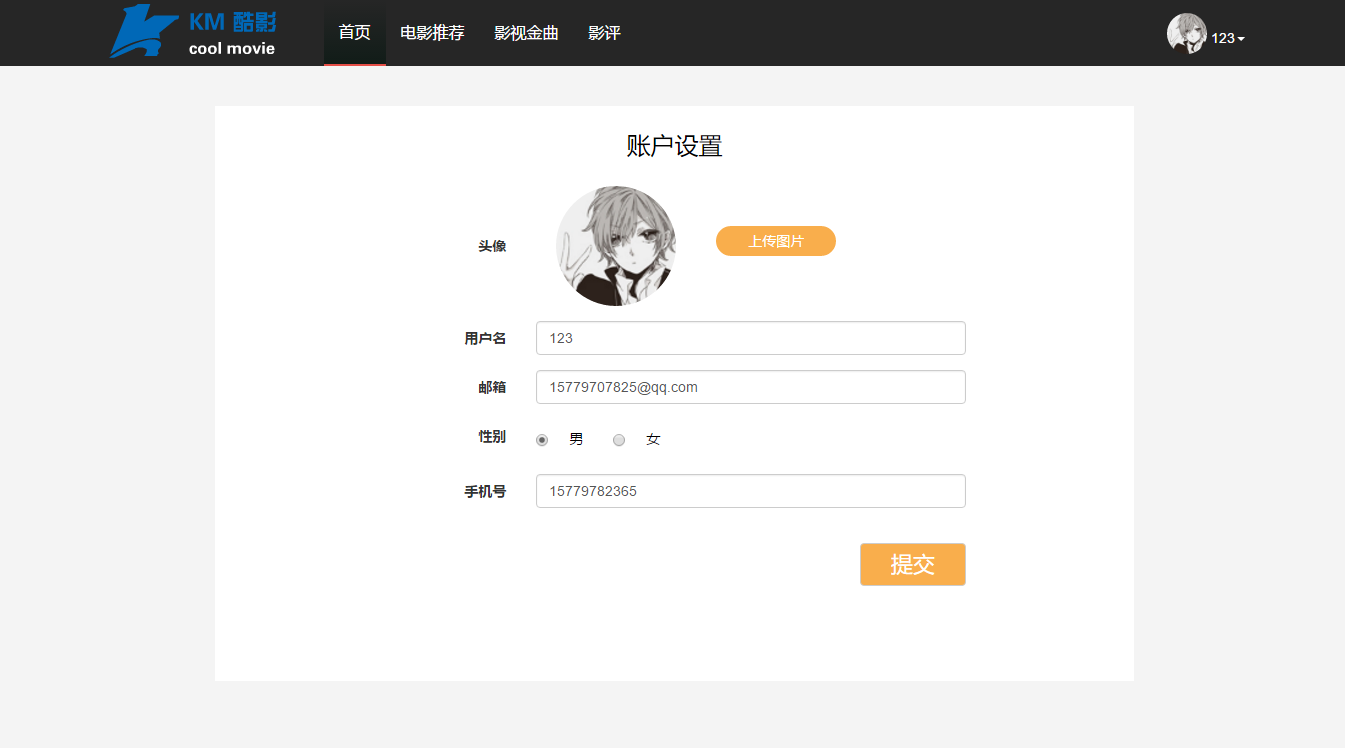 KM 酷影
cool movie
首页 电影推荐 影视金曲 影评
123
账户设置
头像
上传图片
用户名 123
邮箱 15779707825@qq.com
性别 男 女
手机号 15779782365
提交